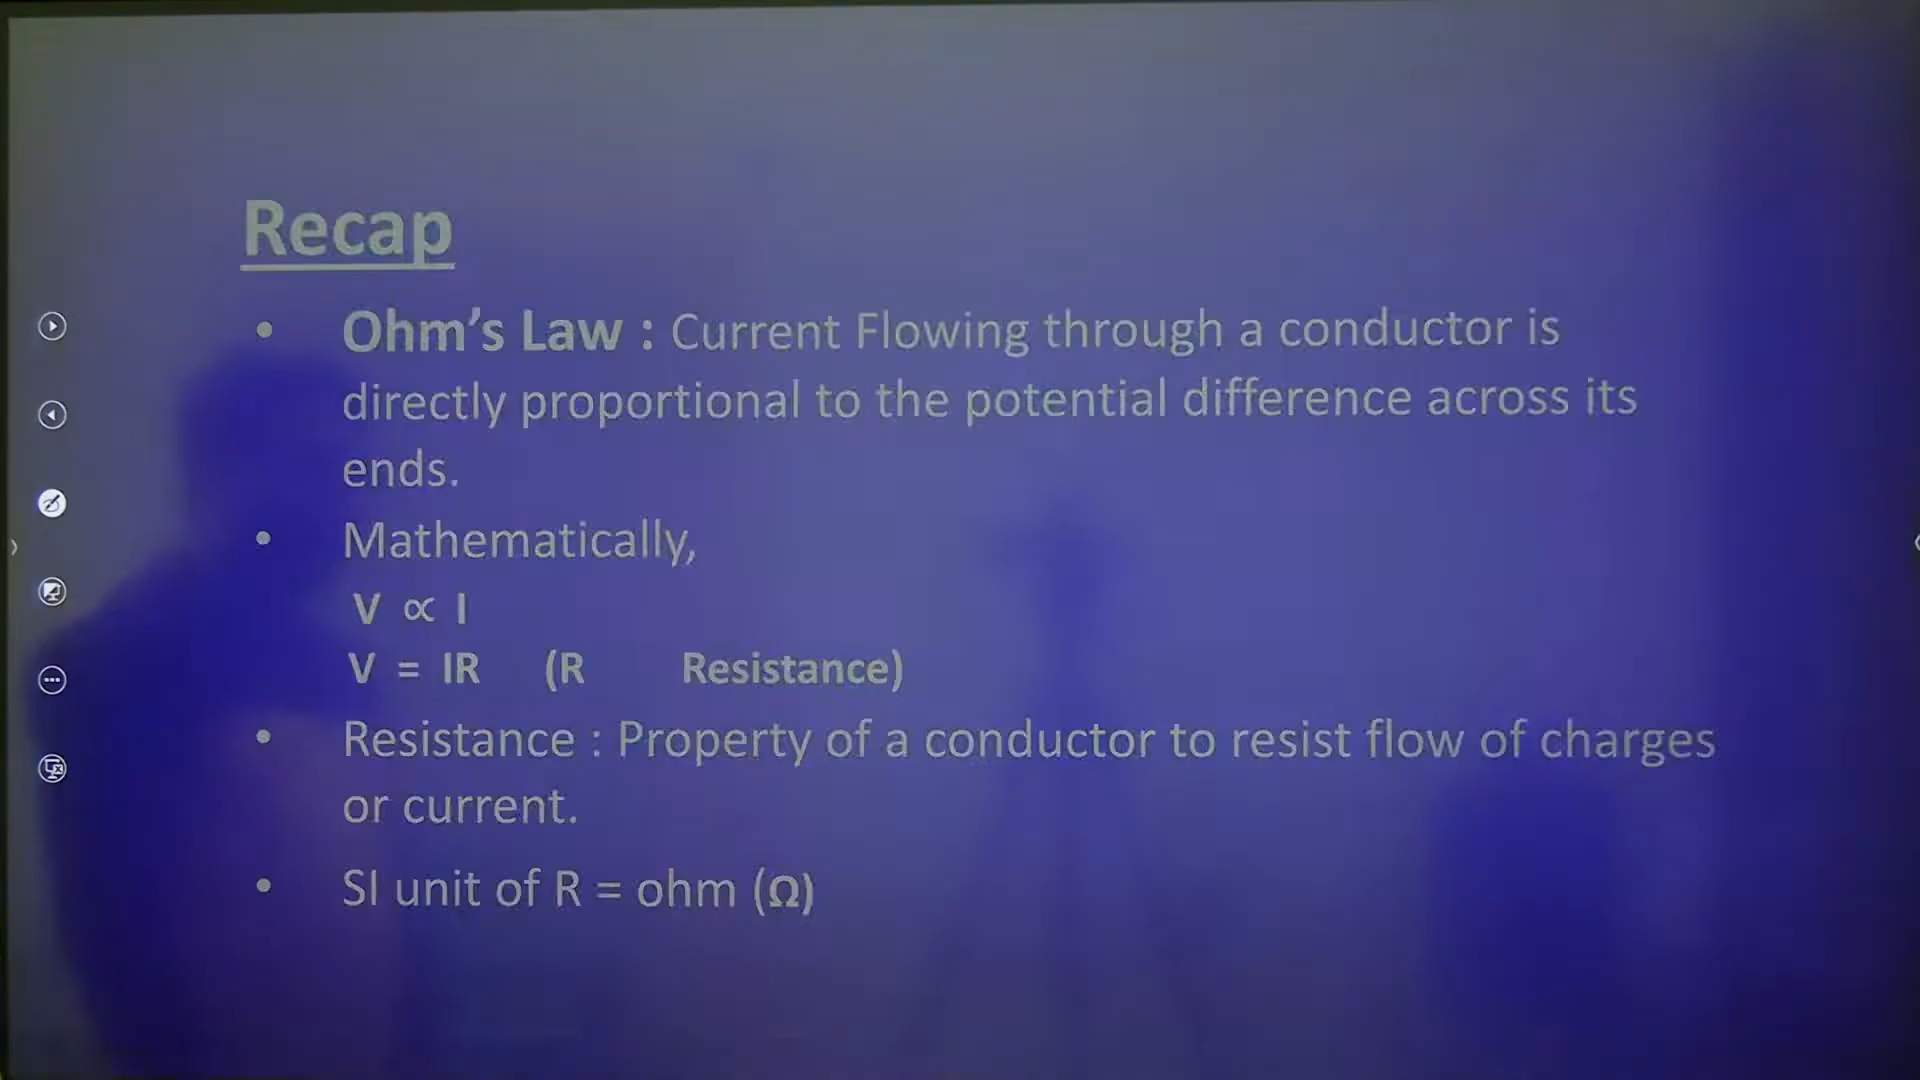 Recap
• Ohm’s Law : Current Flowing through a conductor is
directly proportional to the potential difference across its
ends.
• Mathematically,
V ∝ I
V = IR (R Resistance)
• Resistance : Property of a conductor to resist flow of charges
or current.
• SI unit of R = ohm (Ω)